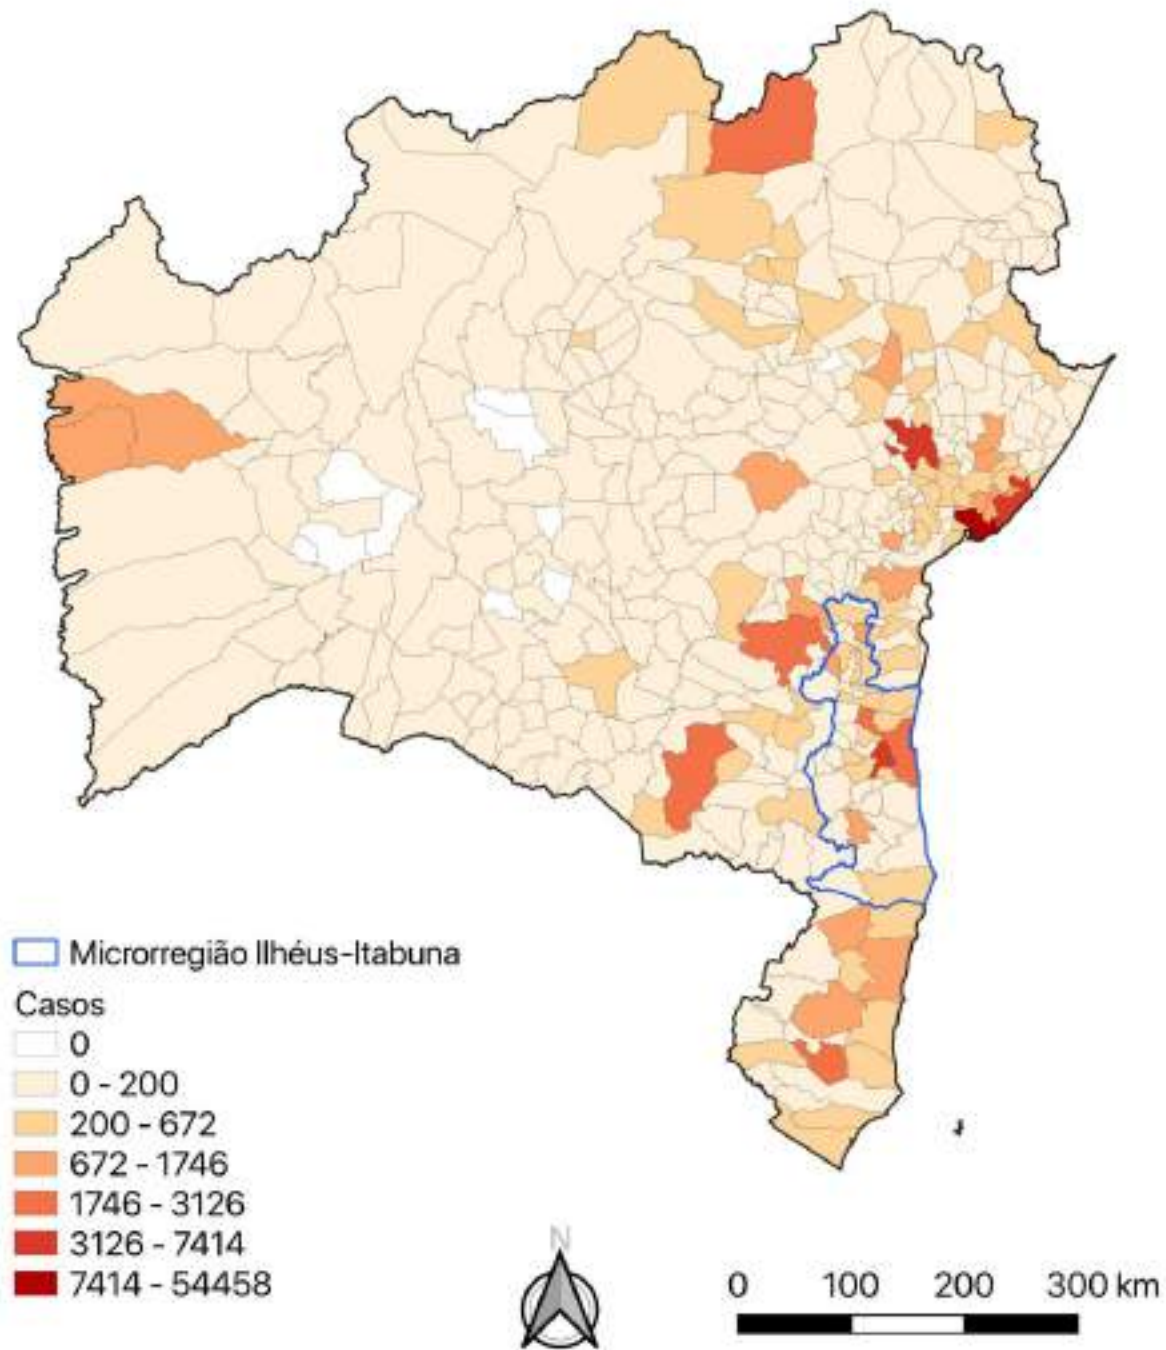 Microrregião Ilhéus-Itabuna
Casos
0
0 - 200
200 - 672
672 - 1746
1746 - 3126
3126 - 7414
7414 - 54458
N
0 100 200 300 km